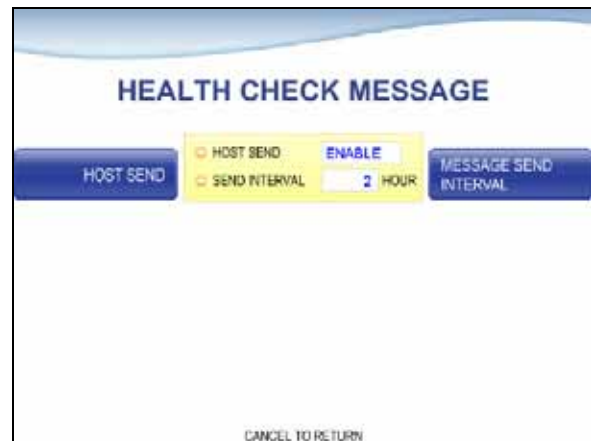 HEALTH CHECK MESSAGE
HOST SEND
HOST SEND ENABLE
SEND INTERVAL 2 HOUR
MESSAGE SEND
INTERVAL
CANCEL TO RETURN